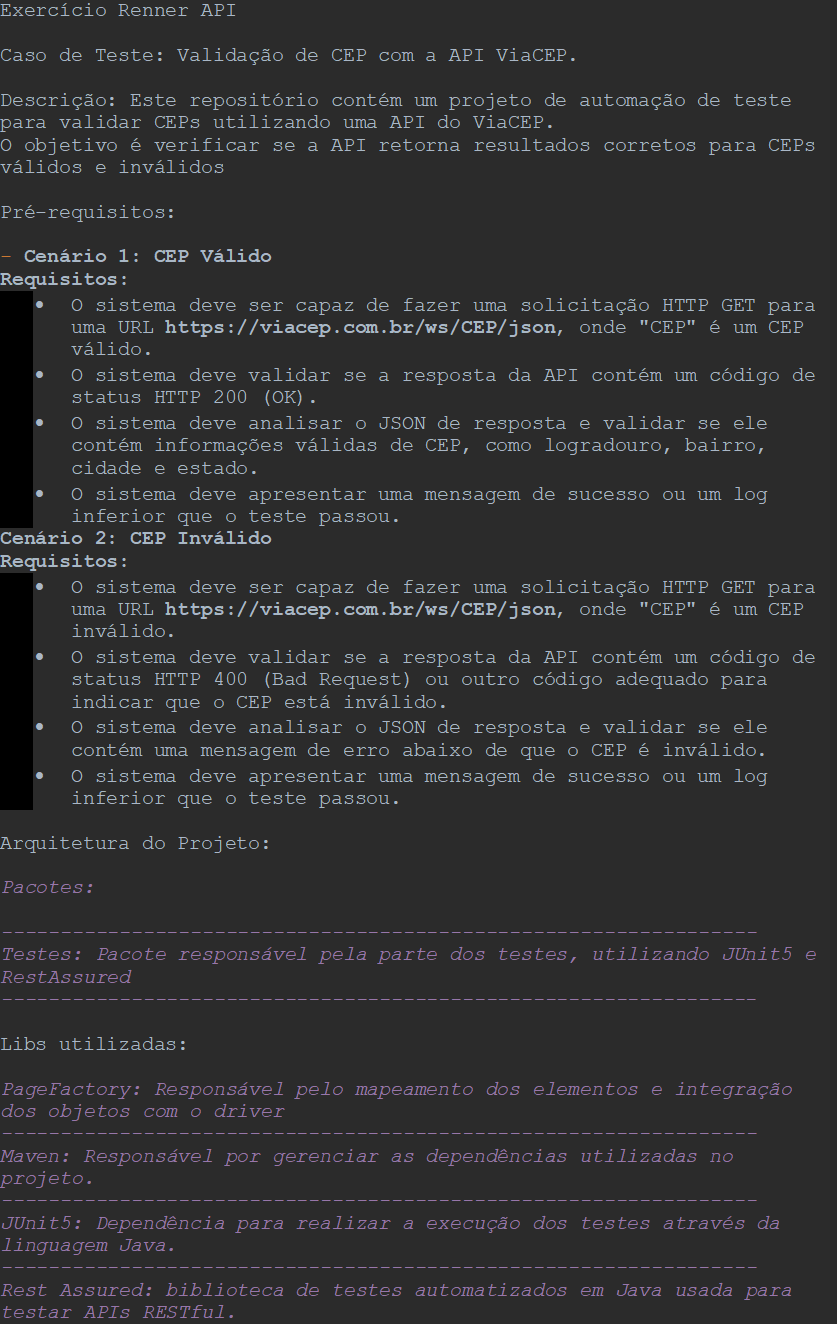 Exercício Renner API
Caso de Teste: Validação de CEP com a API ViaCEP.
Descrição: Este repositório contém um projeto de automação de teste
para validar CEPs utilizando uma API do ViaCEP.
O objetivo é verificar se a API retorna resultados corretos para CEPs
válidos e inválidos
Pré-requisitos:
- Cenário 1: CEP Válido
Requisitos:
• O sistema deve ser capaz de fazer uma solicitação HTTP GET para
uma URL https://viacep.com.br/ws/CEP/json, onde "CEP" é um CEP
válido.
• O sistema deve validar se a resposta da API contém um código de
status HTTP 200 (OK).
• O sistema deve analisar o JSON de resposta e validar se ele
contém informações válidas de CEP, como logradouro, bairro,
cidade e estado.
• O sistema deve apresentar uma mensagem de sucesso ou um log
inferior que o teste passou.
Cenário 2: CEP Inválido
Requisitos:
• O sistema deve ser capaz de fazer uma solicitação HTTP GET para
uma URL https://viacep.com.br/ws/CEP/json, onde "CEP" é um CEP
inválido.
• O sistema deve validar se a resposta da API contém um código de
status HTTP 400 (Bad Request) ou outro código adequado para
indicar que o CEP está inválido.
• O sistema deve analisar o JSON de resposta e validar se ele
contém uma mensagem de erro abaixo de que o CEP é inválido.
• O sistema deve apresentar uma mensagem de sucesso ou um log
inferior que o teste passou.
Arquitetura do Projeto:
Pacotes:
----------------------------------------------------------------
Testes: Pacote responsável pela parte dos testes, utilizando JUnit5 e
RestAssured
----------------------------------------------------------------
Libs utilizadas:
PageFactory: Responsável pelo mapeamento dos elementos e integração
dos objetos com o driver
----------------------------------------------------------------
Maven: Responsável por gerenciar as dependências utilizadas no
projeto.
----------------------------------------------------------------
JUnit5: Dependência para realizar a execução dos testes através da
linguagem Java.
----------------------------------------------------------------
Rest Assured: biblioteca de testes automatizados em Java usada para
testar APIs RESTful.